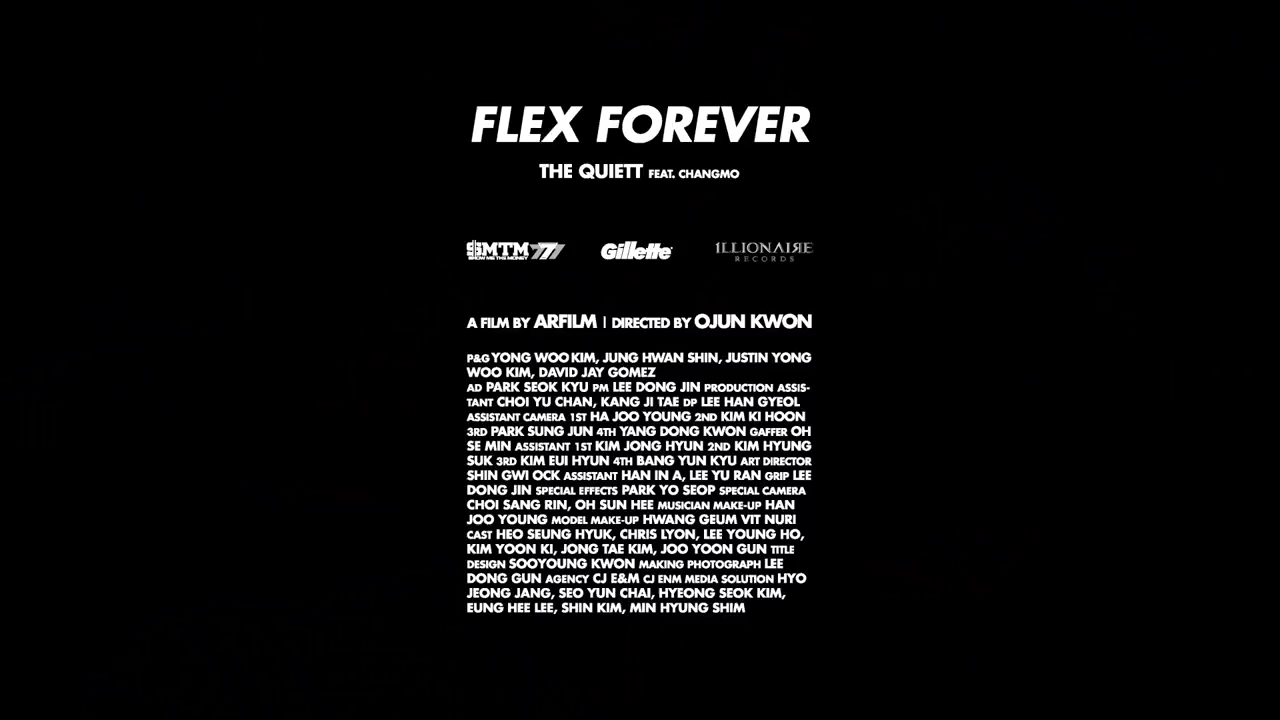 FLEX FOREVER
THE QUIETT FEAT. CHANGMO
SMTM777 SHOW ME THE MONEY Gillette ILLIONAIRE RECORDS
A FILM BY ARFILM | DIRECTED BY OJUN KWON
P&G YONG WOO KIM, JUNG HWAN SHIN, JUSTIN YONG
WOO KIM, DAVID JAY GOMEZ
AD PARK SEOK KYU PM LEE DONG JIN PRODUCTION ASSIS-
TANT CHOI YU CHAN, KANG JI TAE DP LEE HAN GYEOL
ASSISTANT CAMERA 1ST HA JOO YOUNG 2ND KIM KI HOON
3RD PARK SUNG JUN 4TH YANG DONG KWON GAFFER OH
SE MIN ASSISTANT 1ST KIM JONG HYUN 2ND KIM HYUNG
SUK 3RD KIM EUI HYUN 4TH BANG YUN KYU ART DIRECTOR
SHIN GWI OCK ASSISTANT HAN IN A, LEE YU RAN GRIP LEE
DONG JIN SPECIAL EFFECTS PARK YO SEOP SPECIAL CAMERA
CHOI SANG RIN, OH SUN HEE MUSICIAN MAKE-UP HAN
JOO YOUNG MODEL MAKE-UP HWANG GEUM VIT NURI
CAST HEO SEUNG HYUK, CHRIS LYON, LEE YOUNG HO,
KIM YOON KI, JONG TAE KIM, JOO YOON GUN TITLE
DESIGN SOOYOUNG KWON MAKING PHOTOGRAPH LEE
DONG GUN AGENCY CJ E&M CJ ENM MEDIA SOLUTION HYO
JEONG JANG, SEO YUN CHAI, HYEONG SEOK KIM,
EUNG HEE LEE, SHIN KIM, MIN HYUNG SHIM